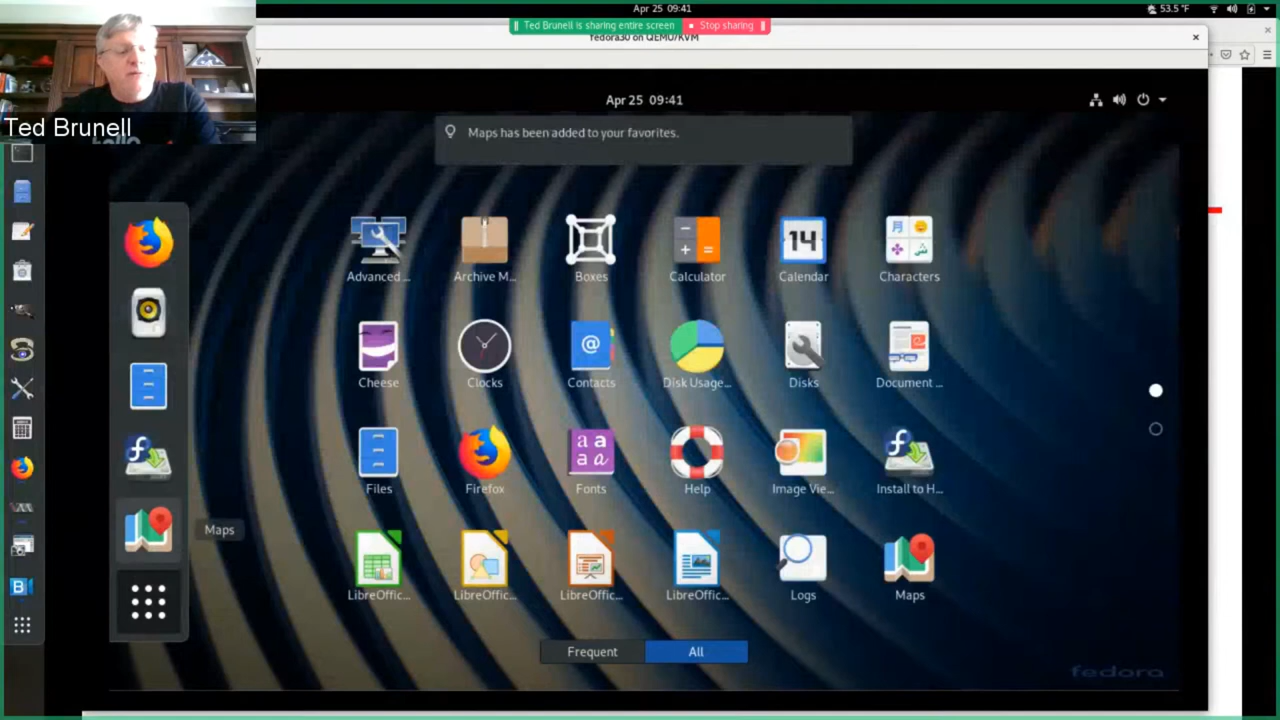 Apr 25 09:41
53.5 °F
Ted Brunell is sharing entire screen
Stop sharing
fedora30 on QEMU/KVM
Ted Brunell
Apr 25 09:41
Maps has been added to your favorites.
Advanced ...
Archive M...
Boxes
Calculator
14
Calendar
Characters
Cheese
Clocks
@
Contacts
Disk Usage...
Disks
Document ...
Files
Firefox
a a
a a
Fonts
Help
Image Vie...
Install to H...
Maps
LibreOffic...
LibreOffic...
LibreOffic...
LibreOffic...
Logs
Maps
B
Frequent
All
fedora